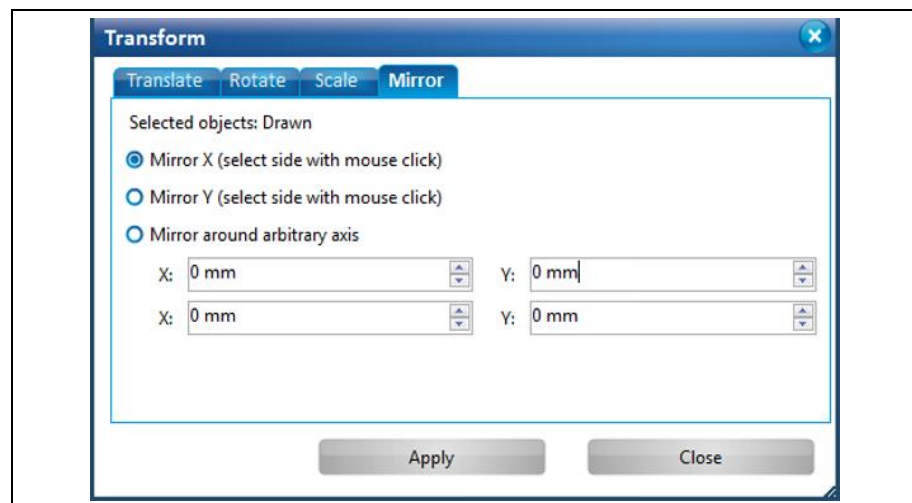 Transform
Translate Rotate Scale Mirror
Selected objects: Drawn
Mirror X (select side with mouse click)
Mirror Y (select side with mouse click)
Mirror around arbitrary axis
X: 0 mm Y: 0 mm
X: 0 mm Y: 0 mm
Apply Close